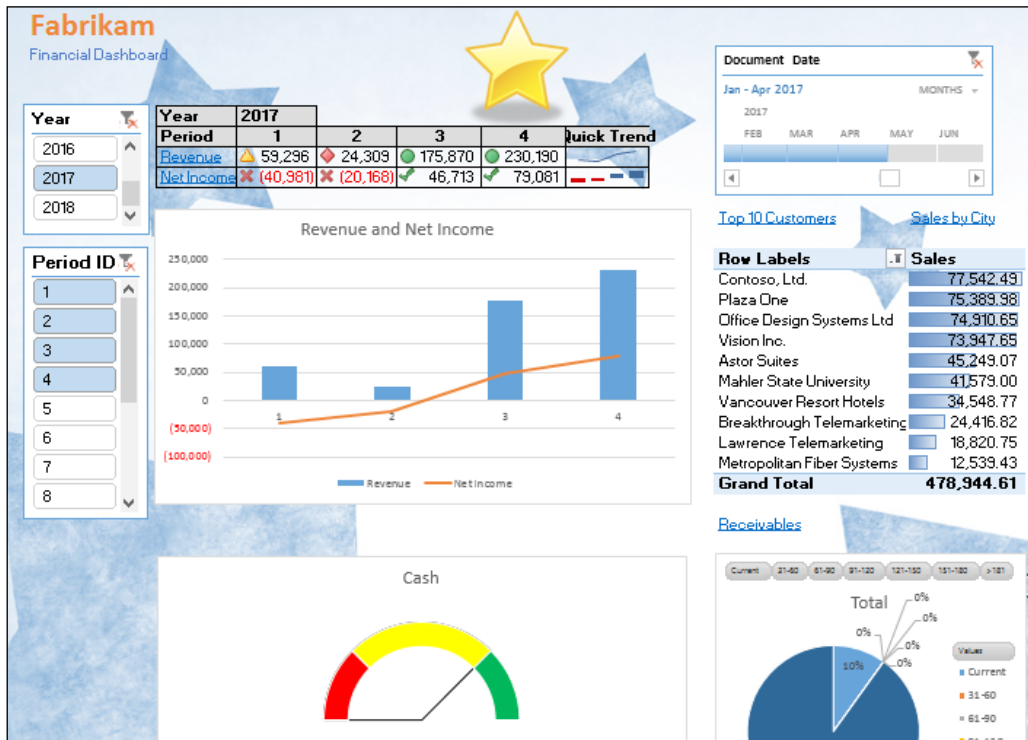 Fabrikam
Financial Dashboard
Year
2016
2017
2018
Period ID
1
2
3
4
5
6
7
8
Year 2017
Period 1 2 3 4 Quick Trend
Revenue 59,296 24,309 175,870 230,190
Net Income (40,981) (20,168) 46,713 79,081
Revenue and Net Income
250,000
200,000
150,000
100,000
50,000
0
(50,000)
(100,000)
1 2 3 4
Revenue Net Income
Cash
Document Date
Jan - Apr 2017 MONTHS
2017
FEB MAR APR MAY JUN
Top 10 Customers Sales by City
Row Labels Sales
Contoso, Ltd. 77,542.49
Plaza One 75,389.98
Office Design Systems Ltd 74,910.65
Vision Inc. 73,947.65
Astor Suites 45,249.07
Mahler State University 41,579.00
Vancouver Resort Hotels 34,548.77
Breakthrough Telemarketing 24,416.82
Lawrence Telemarketing 18,820.75
Metropolitan Fiber Systems 12,539.43
Grand Total 478,944.61
Receivables
Current 31-60 61-90 91-120 121-150 151-180 >181
Total
0%
0%
0%
0%
0%
10%
Values
Current
31-60
61-90